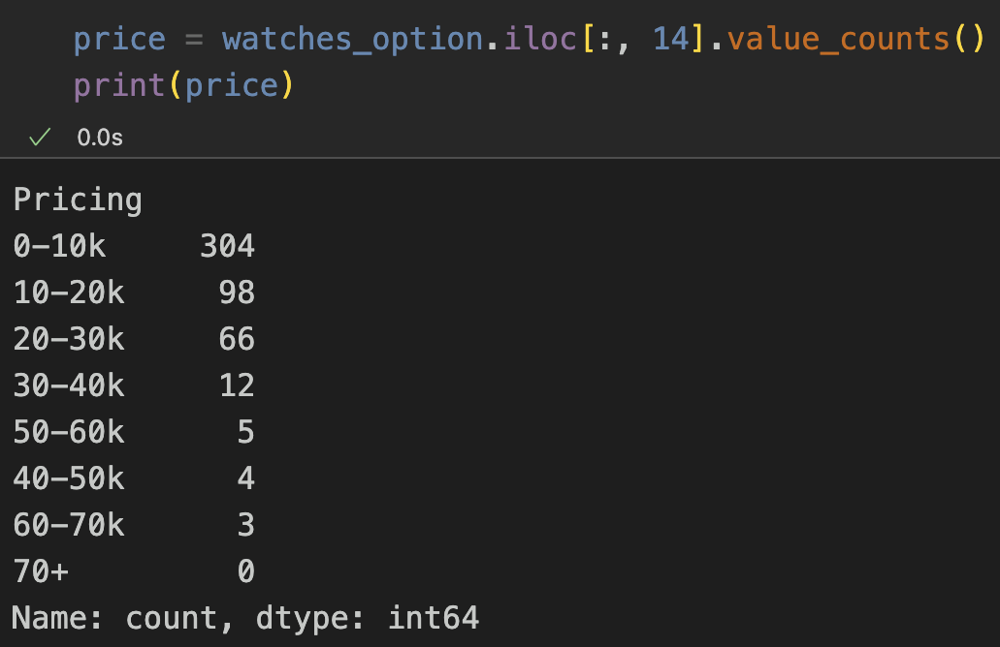 price = watches_option.iloc[:, 14].value_counts()
print(price)
✓ 0.0s
Pricing
0-10k     304
10-20k     98
20-30k     66
30-40k     12
50-60k      5
40-50k      4
60-70k      3
70+         0
Name: count, dtype: int64